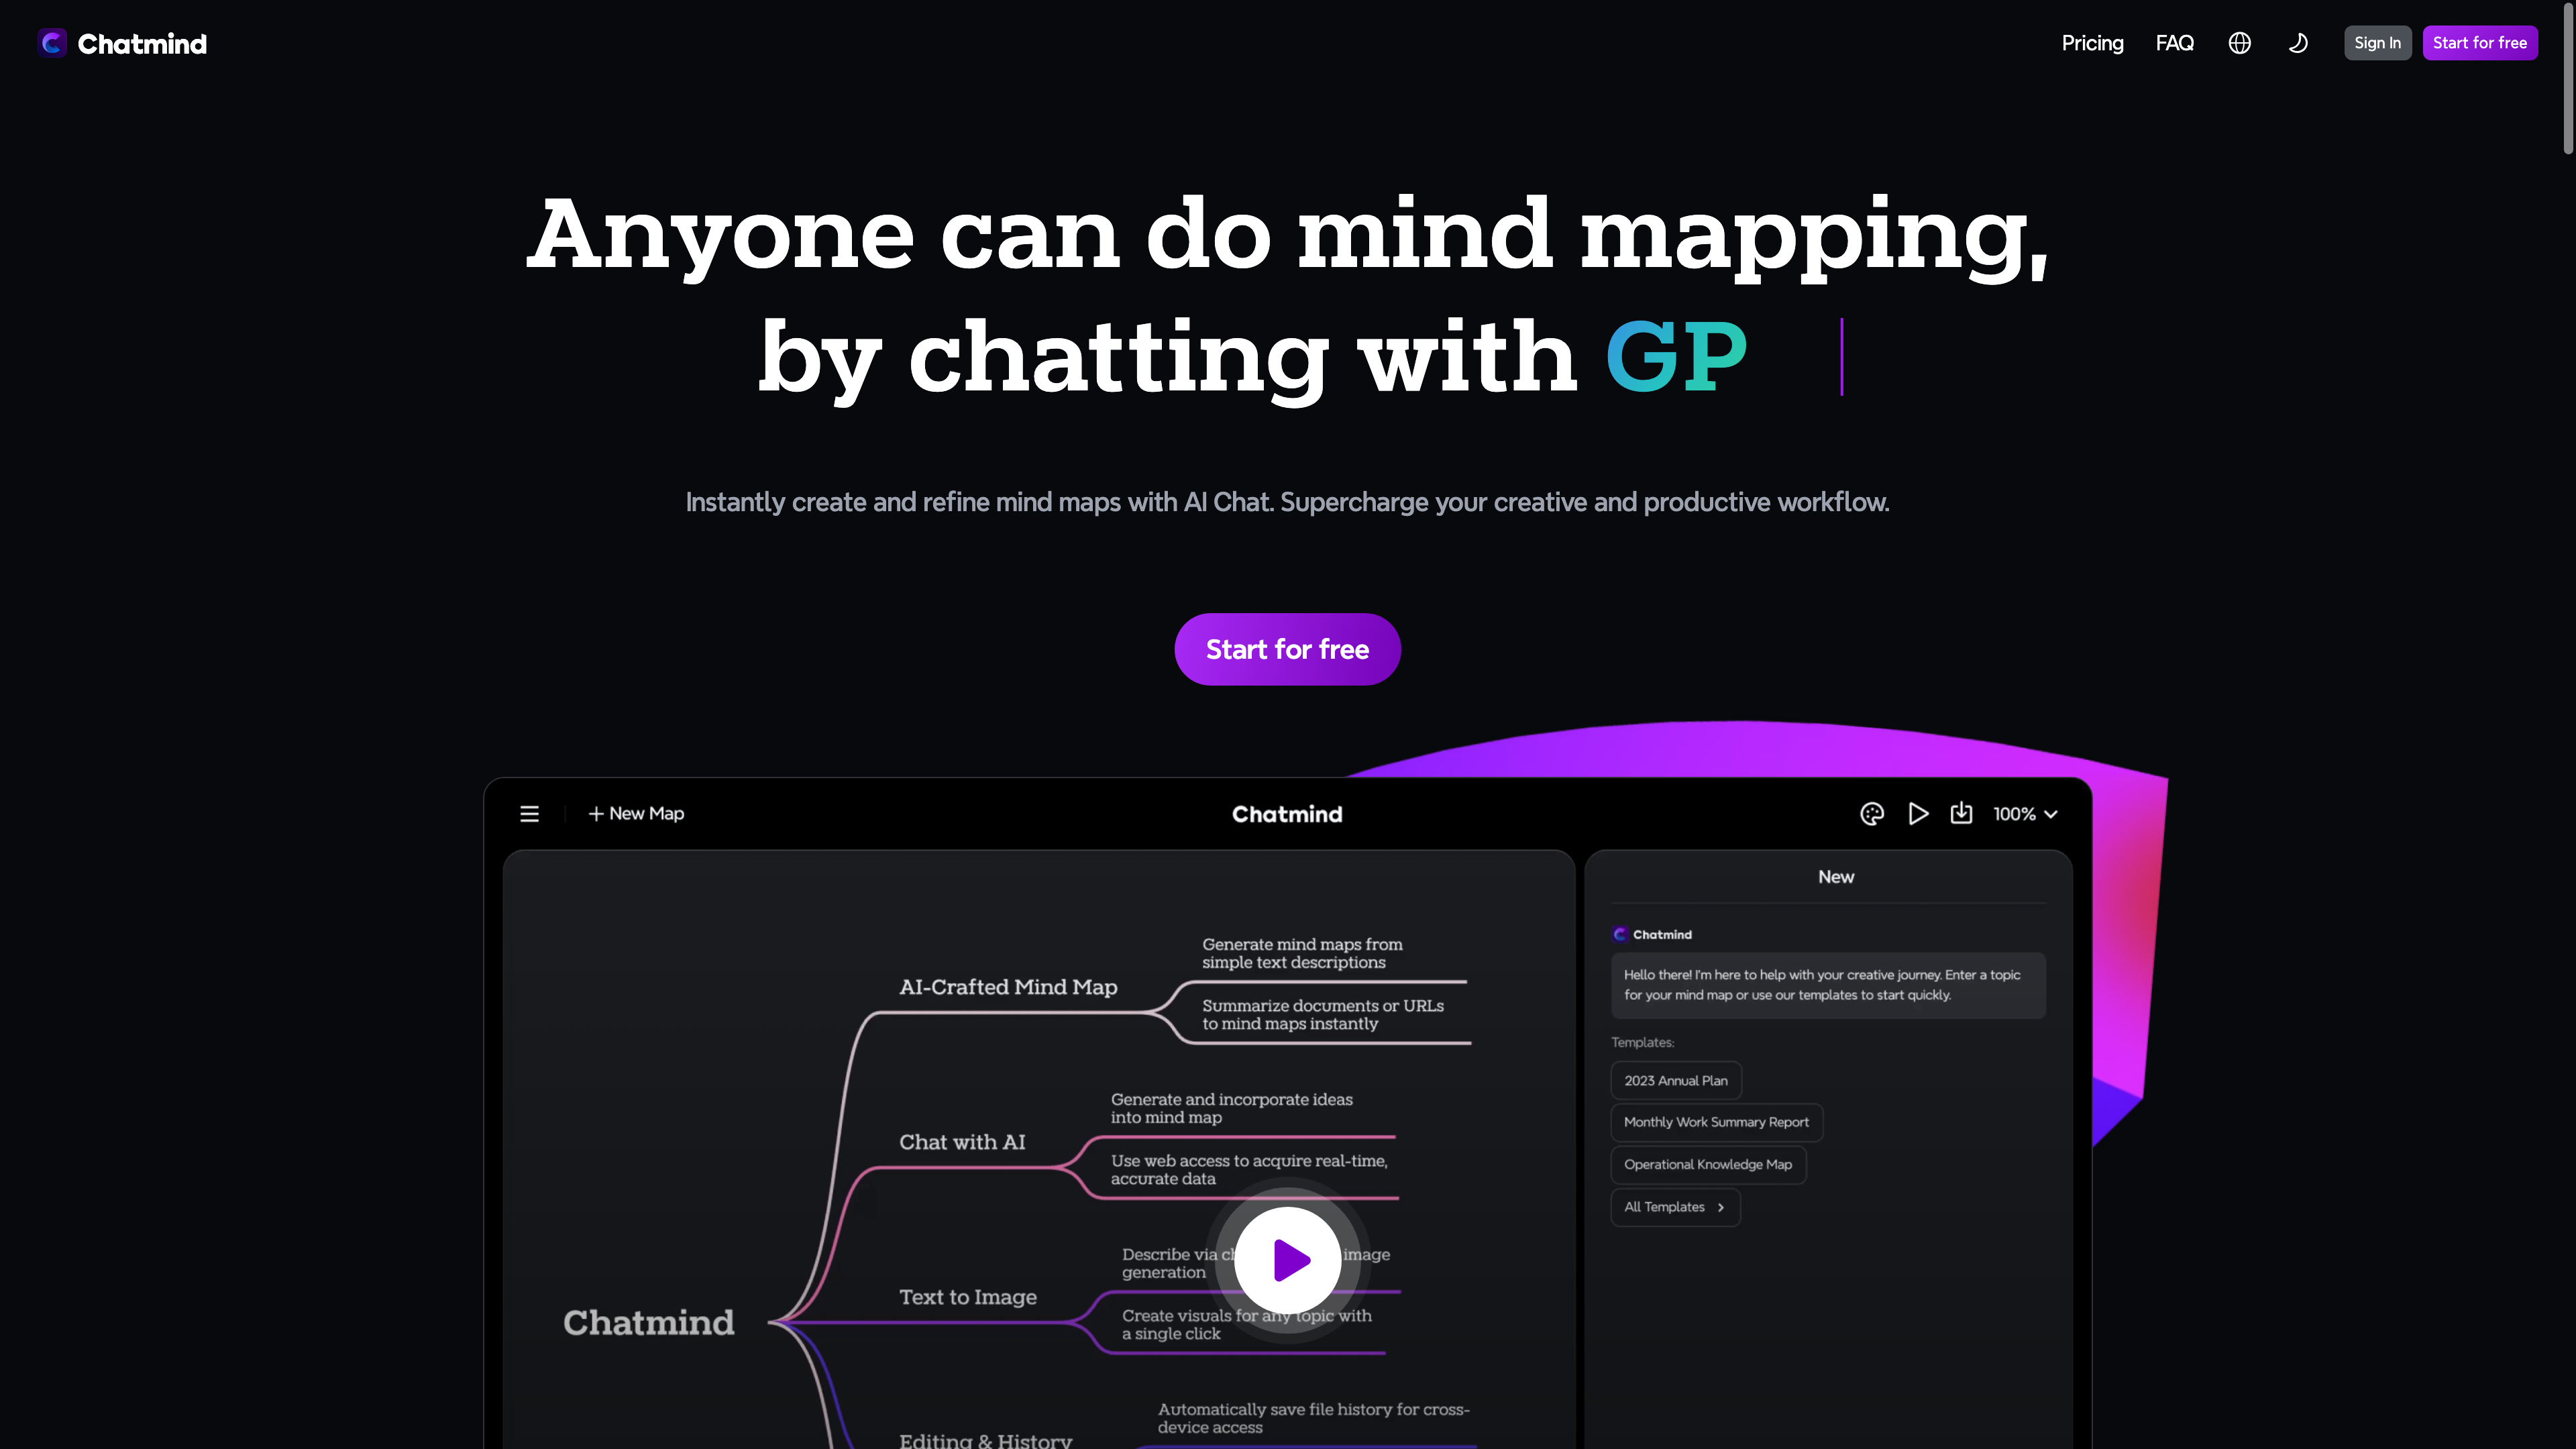 Chatmind
Pricing
FAQ
Sign In
Start for free
Anyone can do mind mapping,
by chatting with GP
Instantly create and refine mind maps with AI Chat. Supercharge your creative and productive workflow.
Start for free
New Map
Chatmind
100%
Generate mind maps from
simple text descriptions
AI-Crafted Mind Map
Summarize documents or URLs
to mind maps instantly
Generate and incorporate ideas
into mind map
Chat with AI
Use web access to acquire real-time,
accurate data
Describe via image
generation
Text to Image
Create visuals for any topic with
a single click
Chatmind
Automatically save file history for cross-
device access
Editing & History
New
Chatmind
Hello there! I'm here to help with your creative journey. Enter a topic
for your mind map or use our templates to start quickly.
Templates:
2023 Annual Plan
Monthly Work Summary Report
Operational Knowledge Map
All Templates